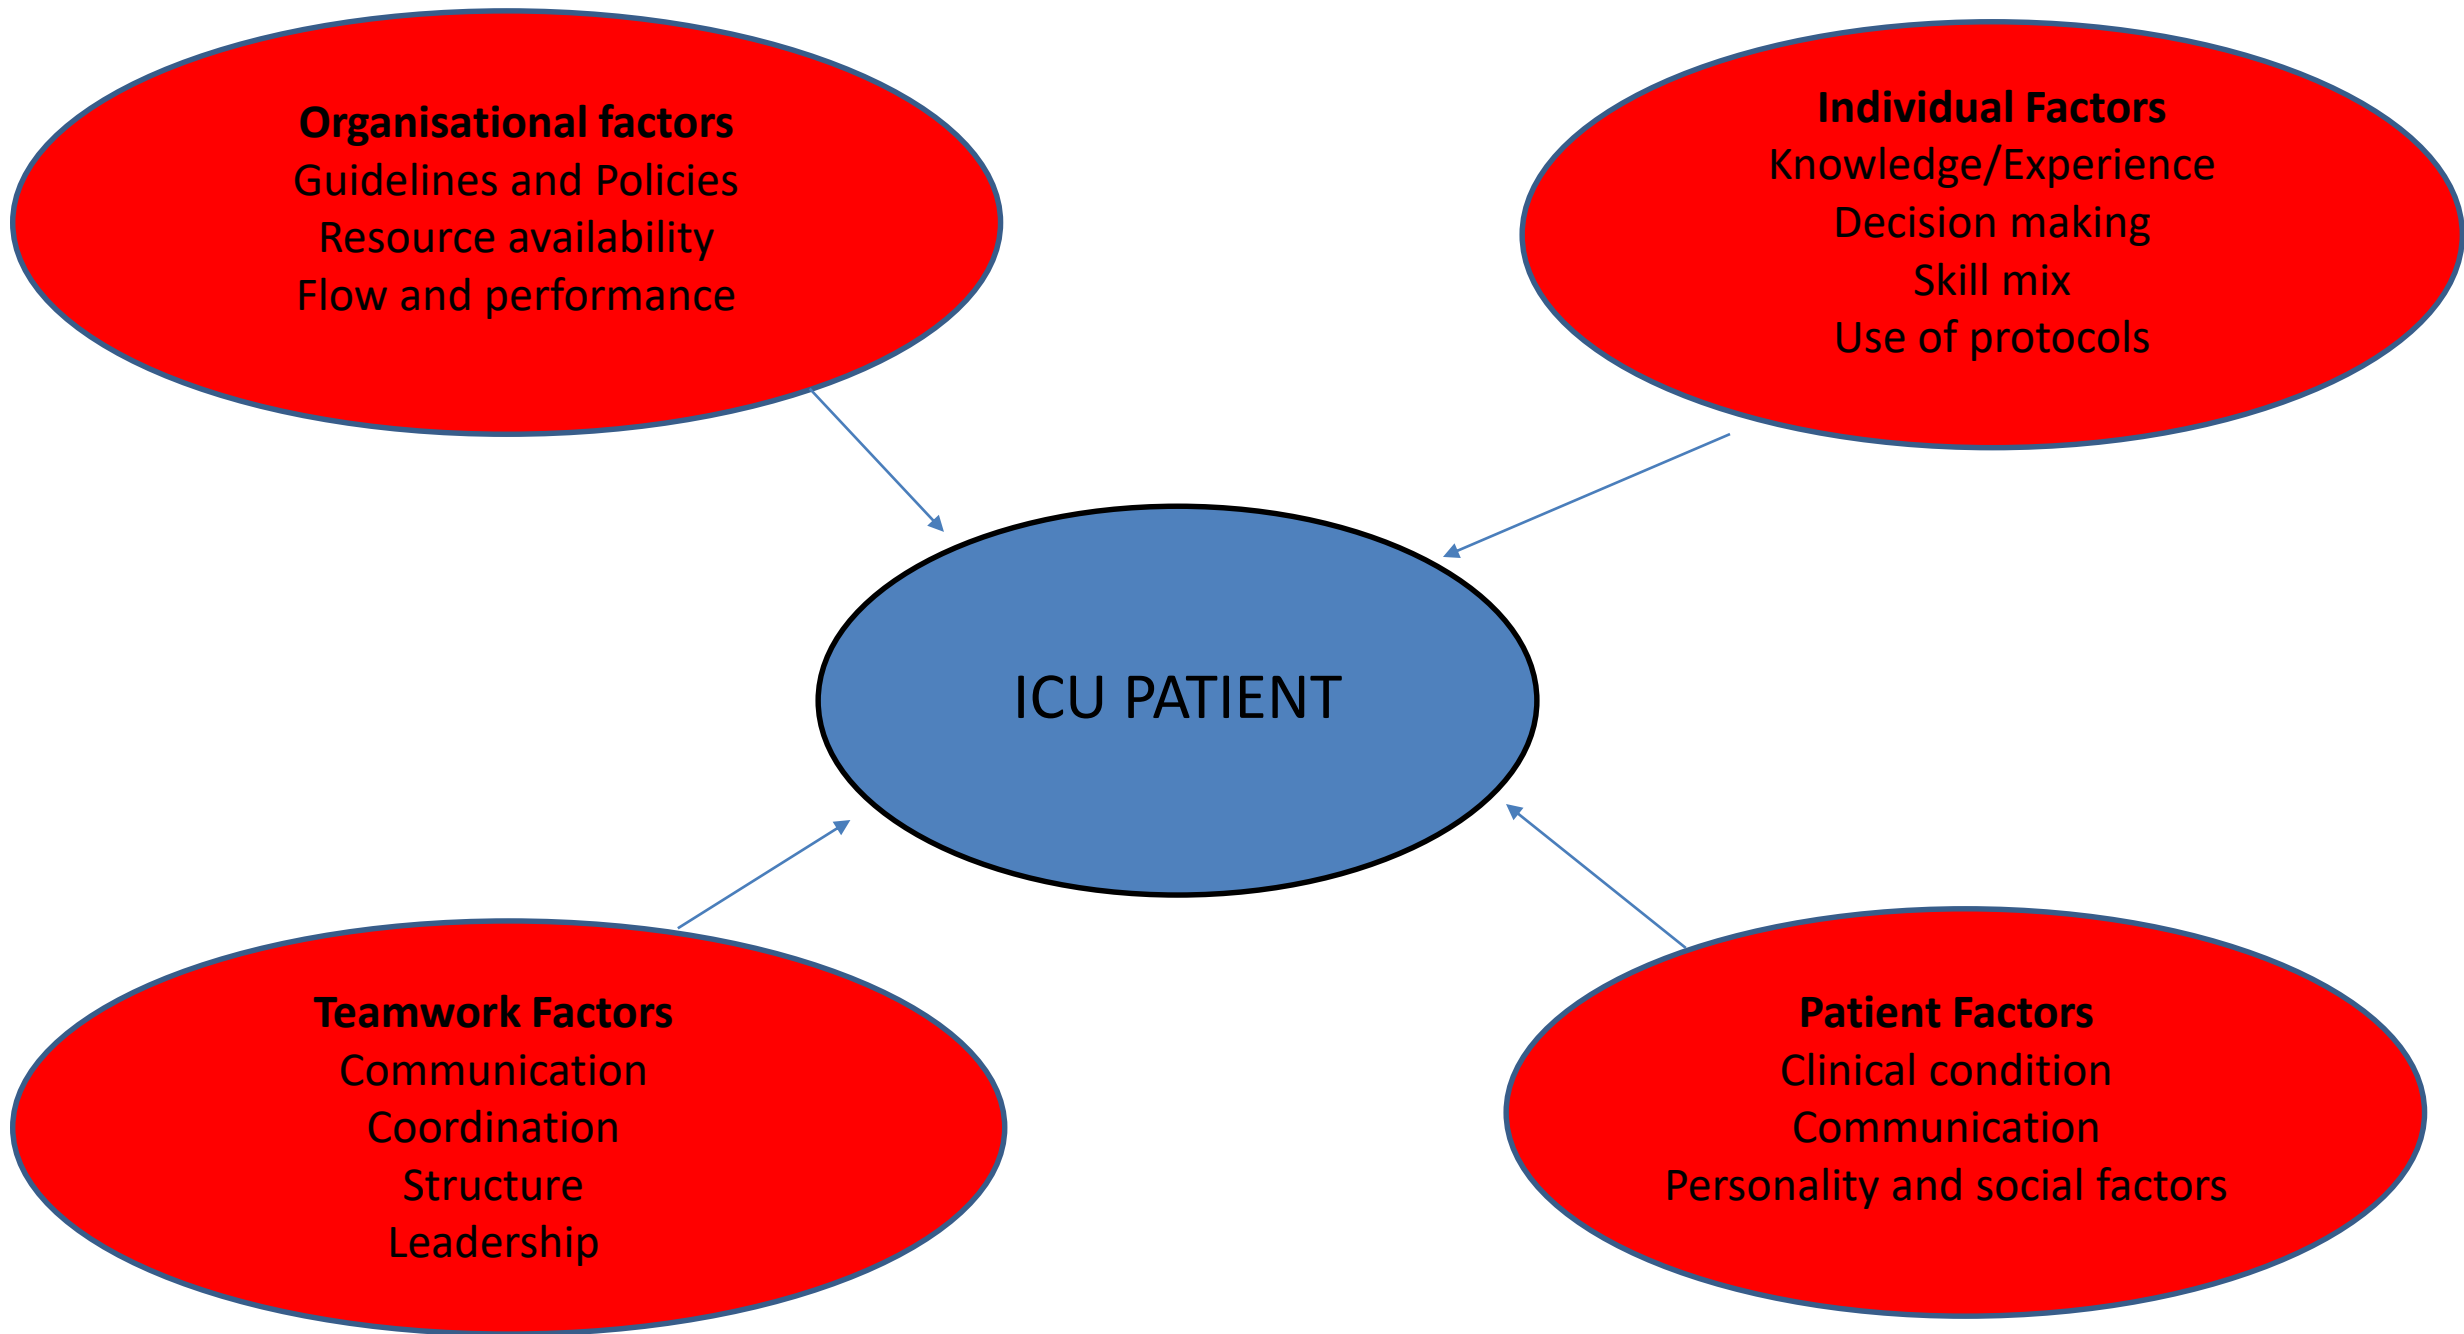 Organisational factors
Guidelines and Policies
Resource availability
Flow and performance
Individual Factors
Knowledge/Experience
Decision making
Skill mix
Use of protocols
ICU PATIENT
Teamwork Factors
Communication
Coordination
Structure
Leadership
Patient Factors
Clinical condition
Communication
Personality and social factors